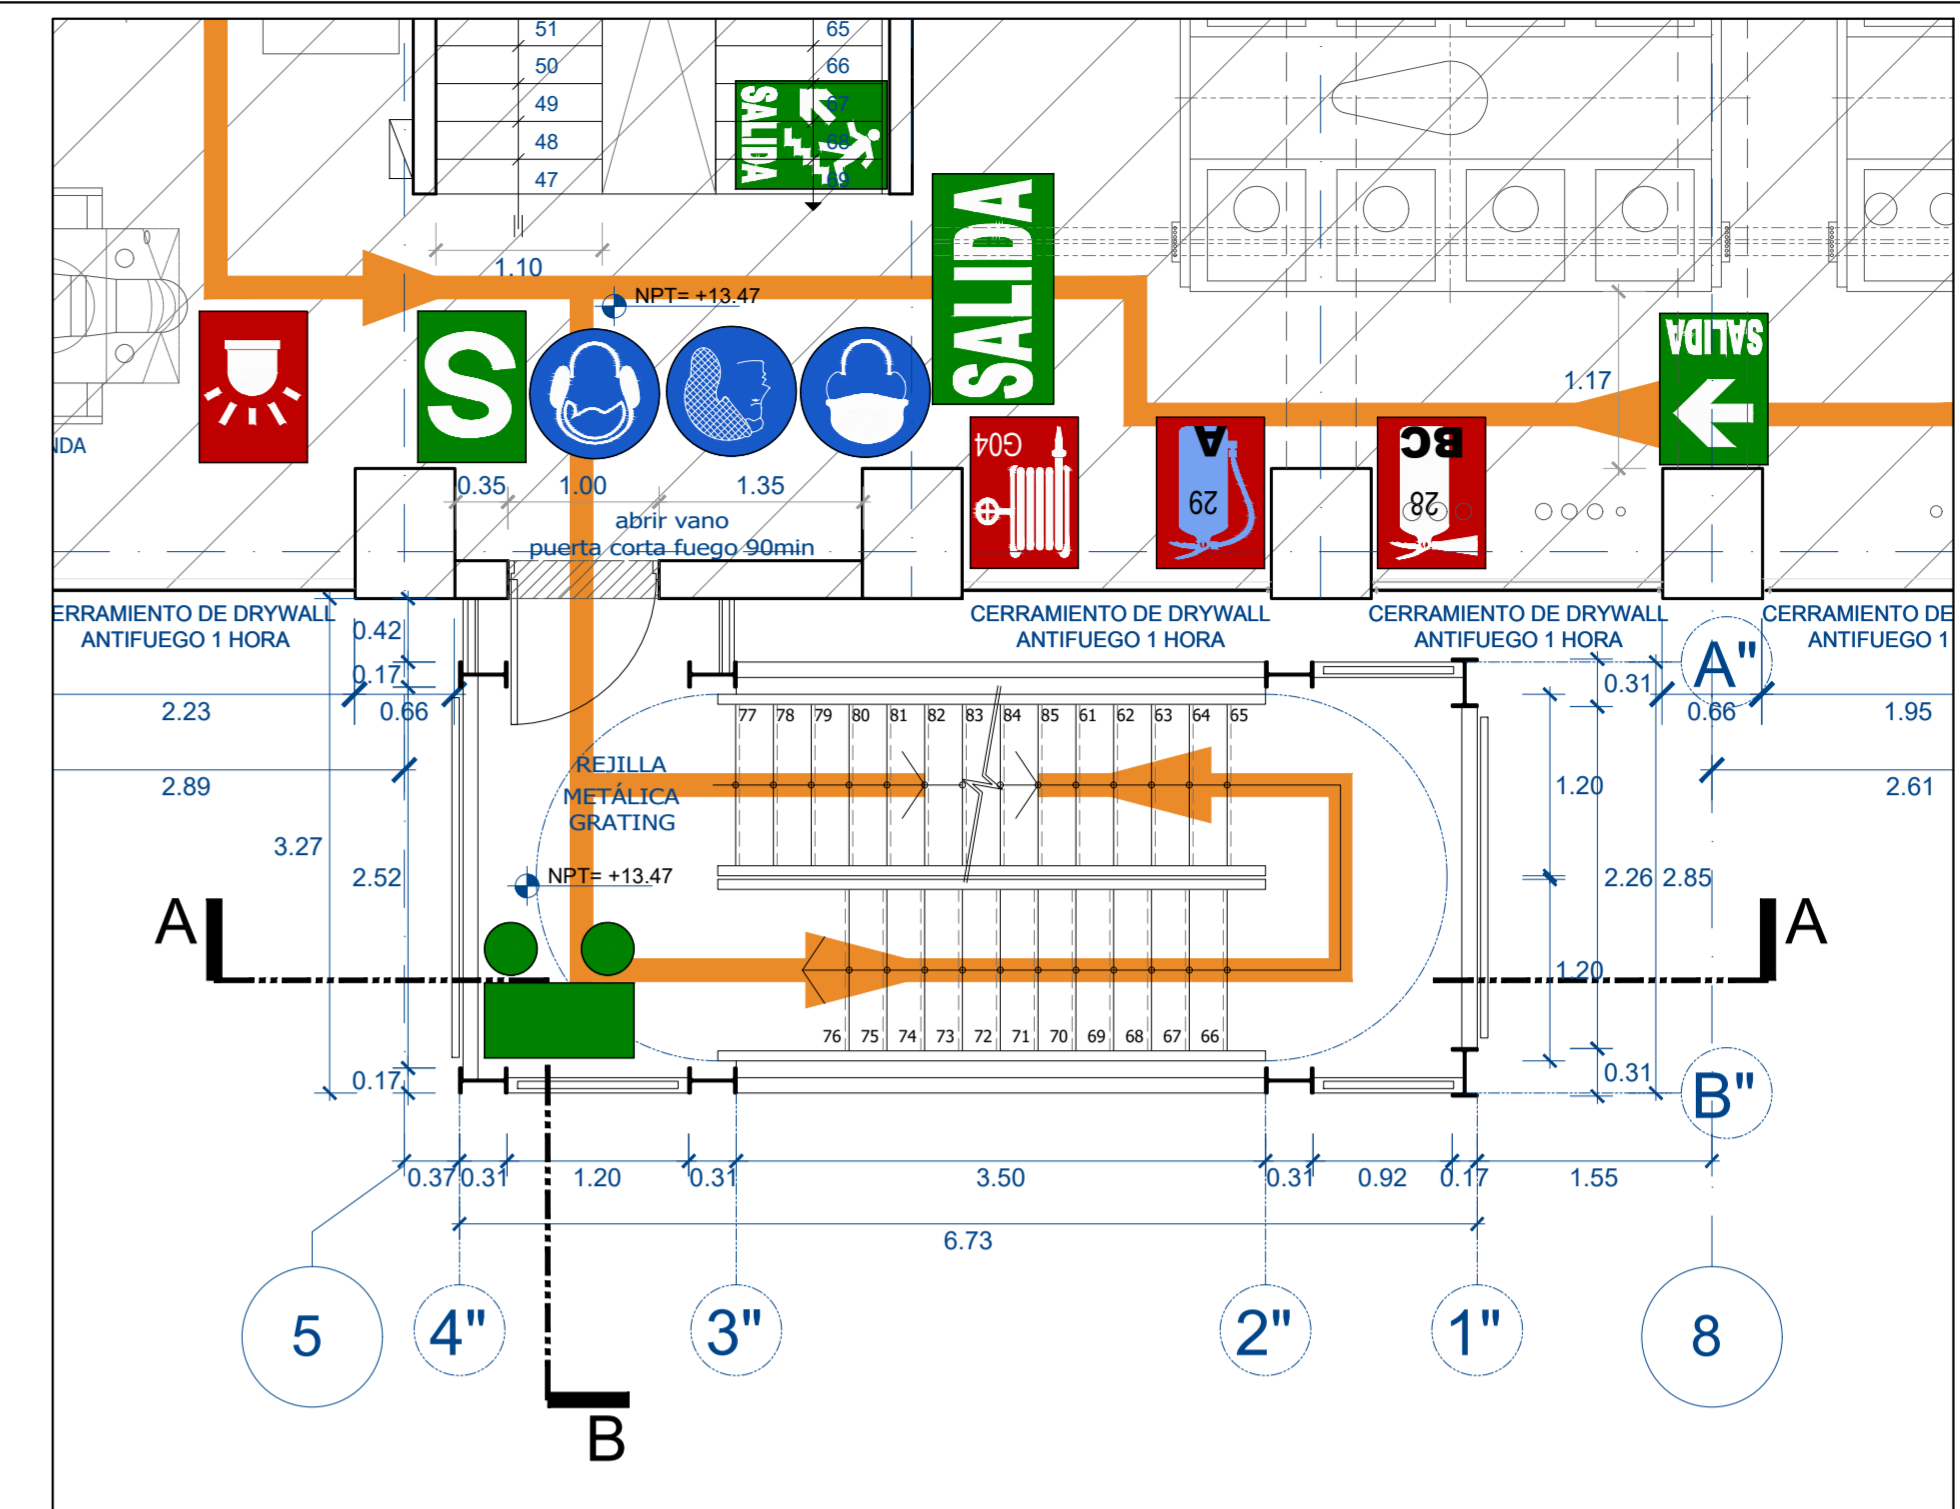 51
50
49
48
47
65
66
67
68
69
SALIDA
SALIDA
1.10
NPT= +13.47
S
SALIDA
1.17
G04
A
29
BC
28
NDA
0.35
1.00
1.35
abrir vano
puerta corta fuego 90min
ERRAMIENTO DE DRYWALL
ANTIFUEGO 1 HORA
CERRAMIENTO DE DRYWALL
ANTIFUEGO 1 HORA
CERRAMIENTO DE DRYWALL
ANTIFUEGO 1 HORA
CERRAMIENTO DE
ANTIFUEGO 1
0.42
0.17
2.23
0.66
2.89
3.27
2.52
0.17
77 78 79 80 81 82 83 84 85 61 62 63 64 65
REJILLA
METÁLICA
GRATING
NPT= +13.47
76 75 74 73 72 71 70 69 68 67 66
A"
0.31
0.66
1.95
1.20
2.61
2.26
2.85
1.20
0.31
B"
A
A
0.37 0.31 1.20 0.31 3.50 0.31 0.92 0.17 1.55
6.73
5
4"
3"
2"
1"
8
B